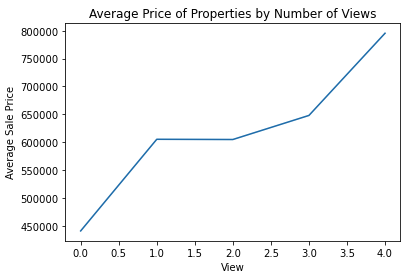 Average Price of Properties by Number of Views
800000
750000
700000
650000
600000
550000
500000
450000
Average Sale Price
0.0 0.5 1.0 1.5 2.0 2.5 3.0 3.5 4.0
View